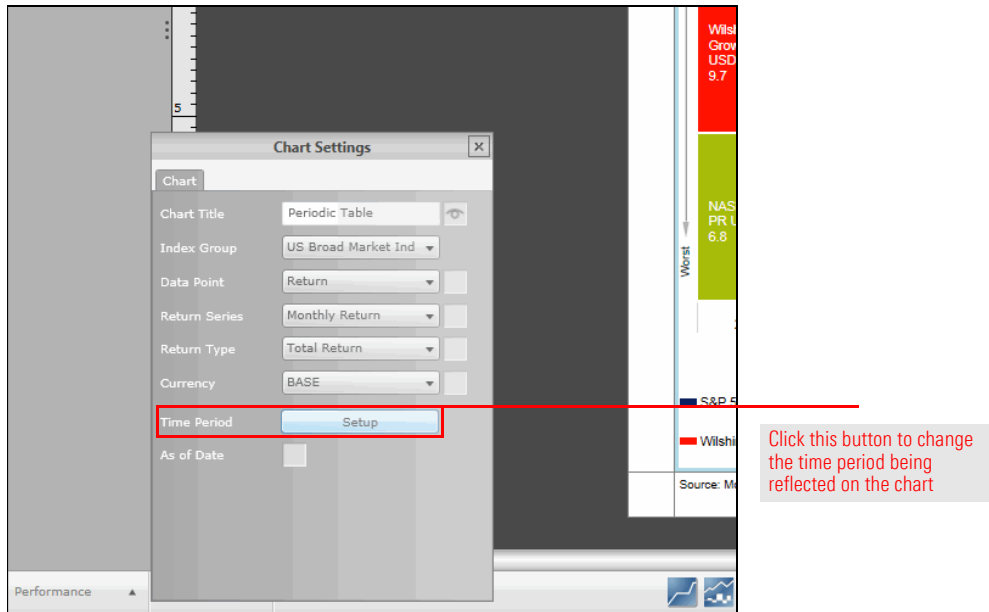 5
Chart Settings
Chart
Chart Title
Periodic Table
Index Group
US Broad Market Ind
Data Point
Return
Return Series
Monthly Return
Return Type
Total Return
Currency
BASE
Time Period
Setup
As of Date
Performance
Grow
USD
9.7
NAS
PR U
6.8
Worst
S&P 5
Wilshi
Source: Mo
Click this button to change
the time period being
reflected on the chart